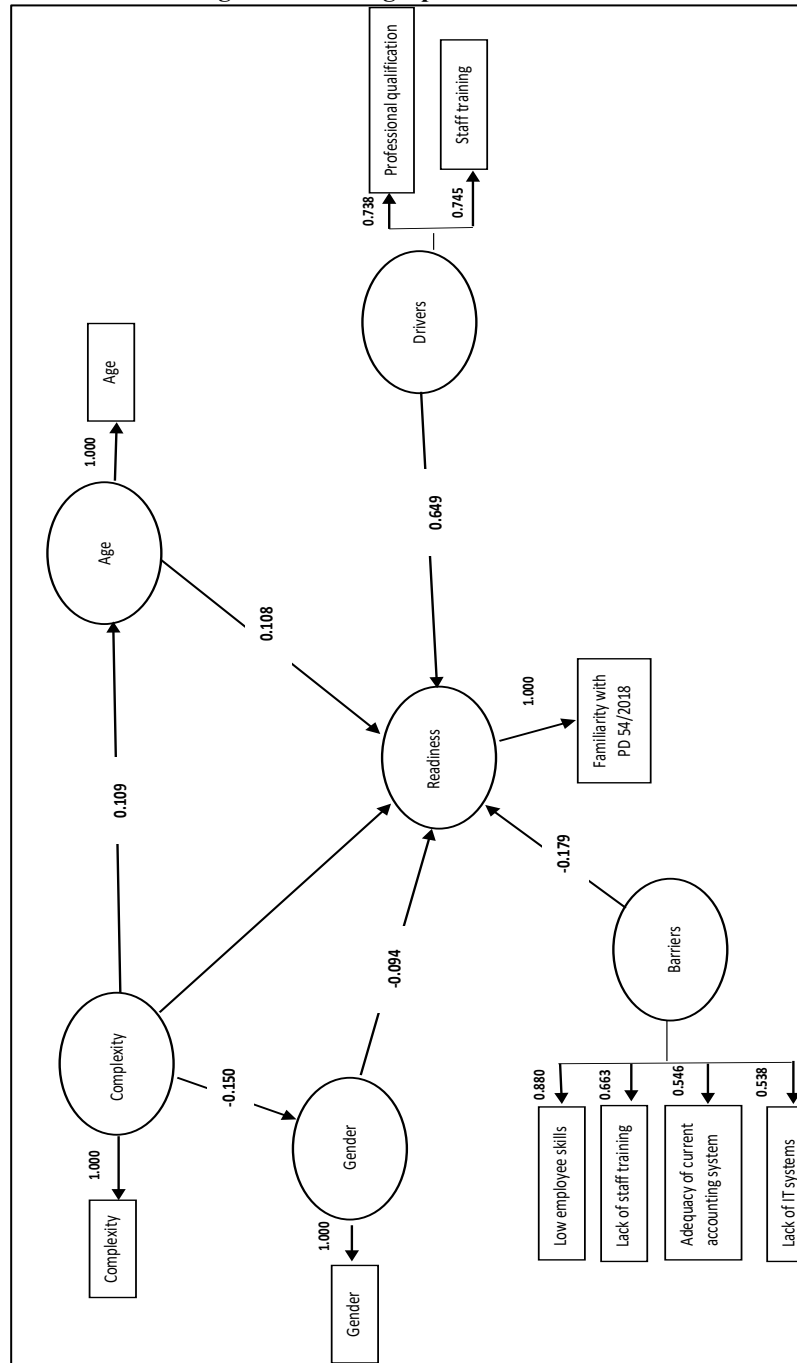 Complexity
1.000
Complexity
0.109
Age
1.000
Age
-0.150
0.108
Gender
1.000
Gender
-0.094
Readiness
0.649
Drivers
0.738
Professional qualification
0.745
Staff training
1.000
Familiarity with
PD 54/2018
-0.179
Barriers
0.880
Low employee skills
0.663
Lack of staff training
0.546
Adequacy of current
accounting system
0.538
Lack of IT systems